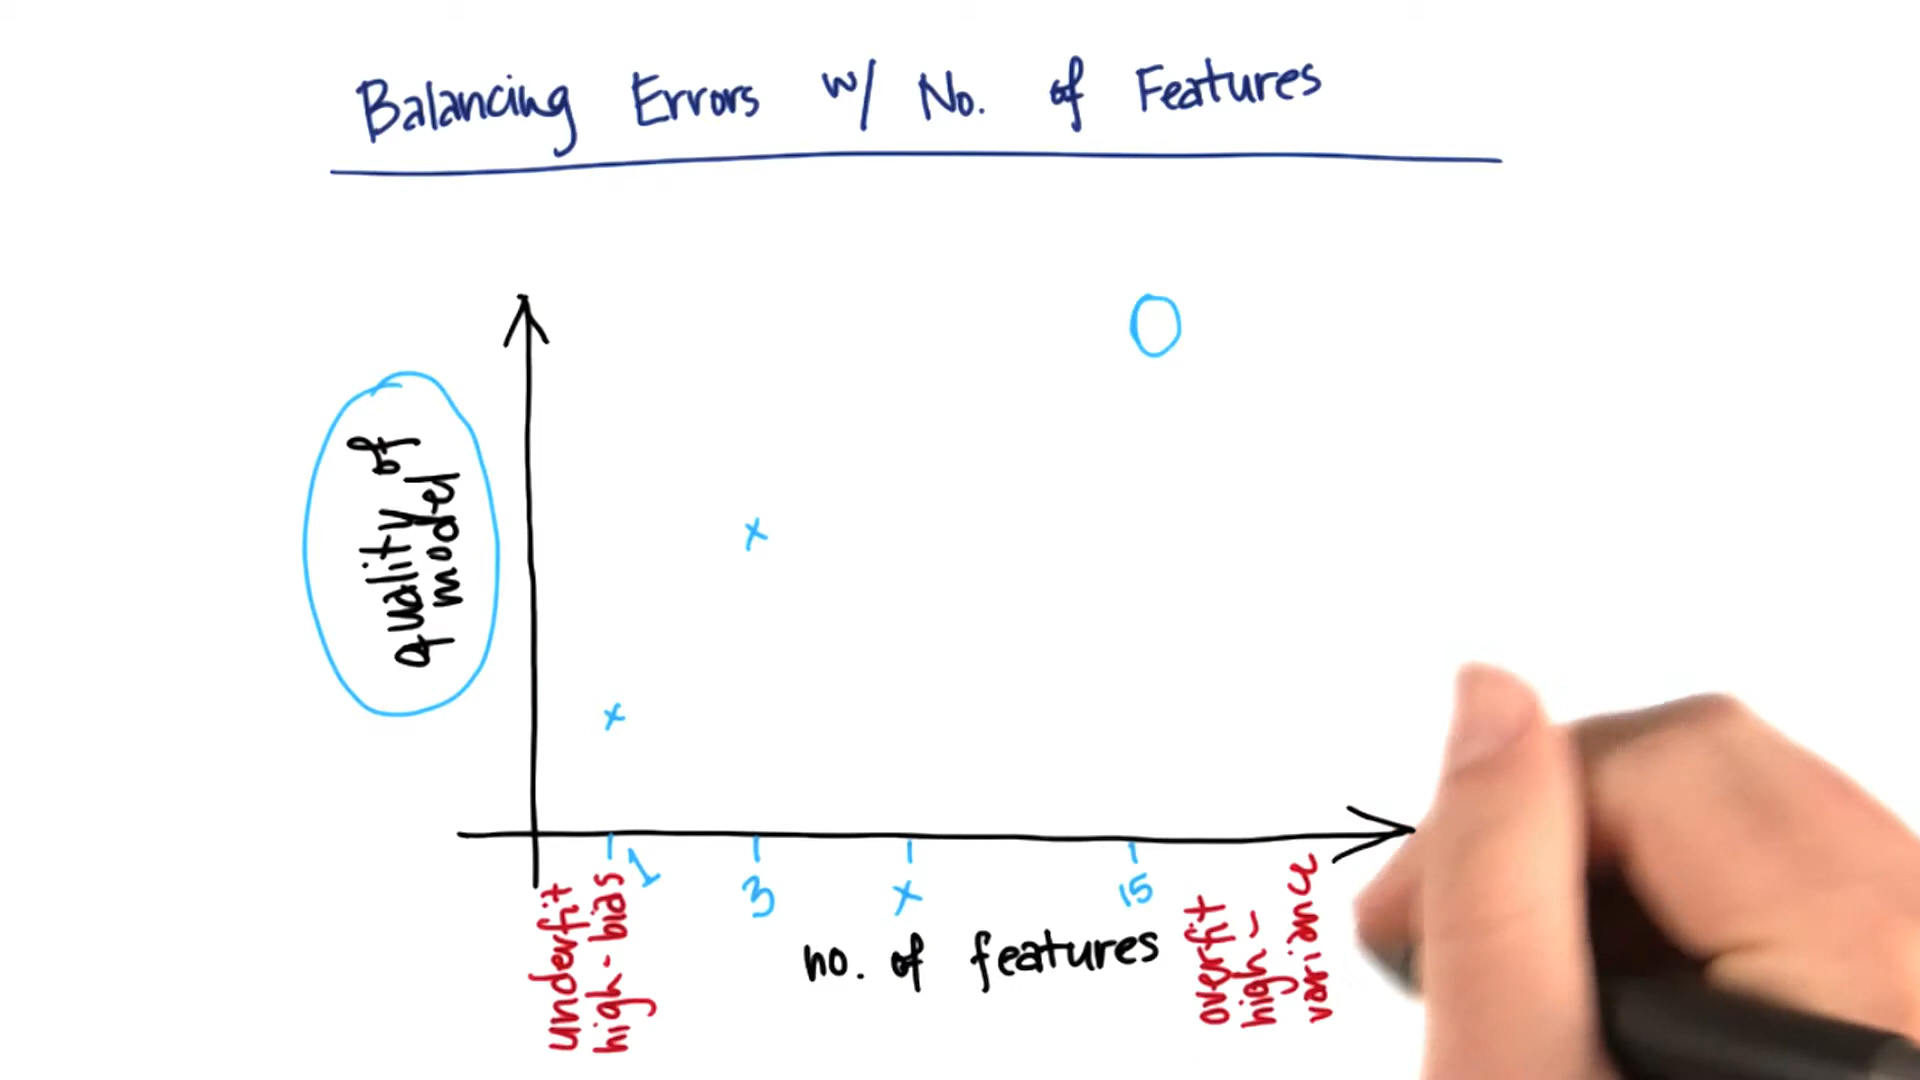 Balancing Errors w/ No. of Features
quality of
model
x
x
1
3
x
15
no. of features
underfit
high-bias
overfit
high-
variance